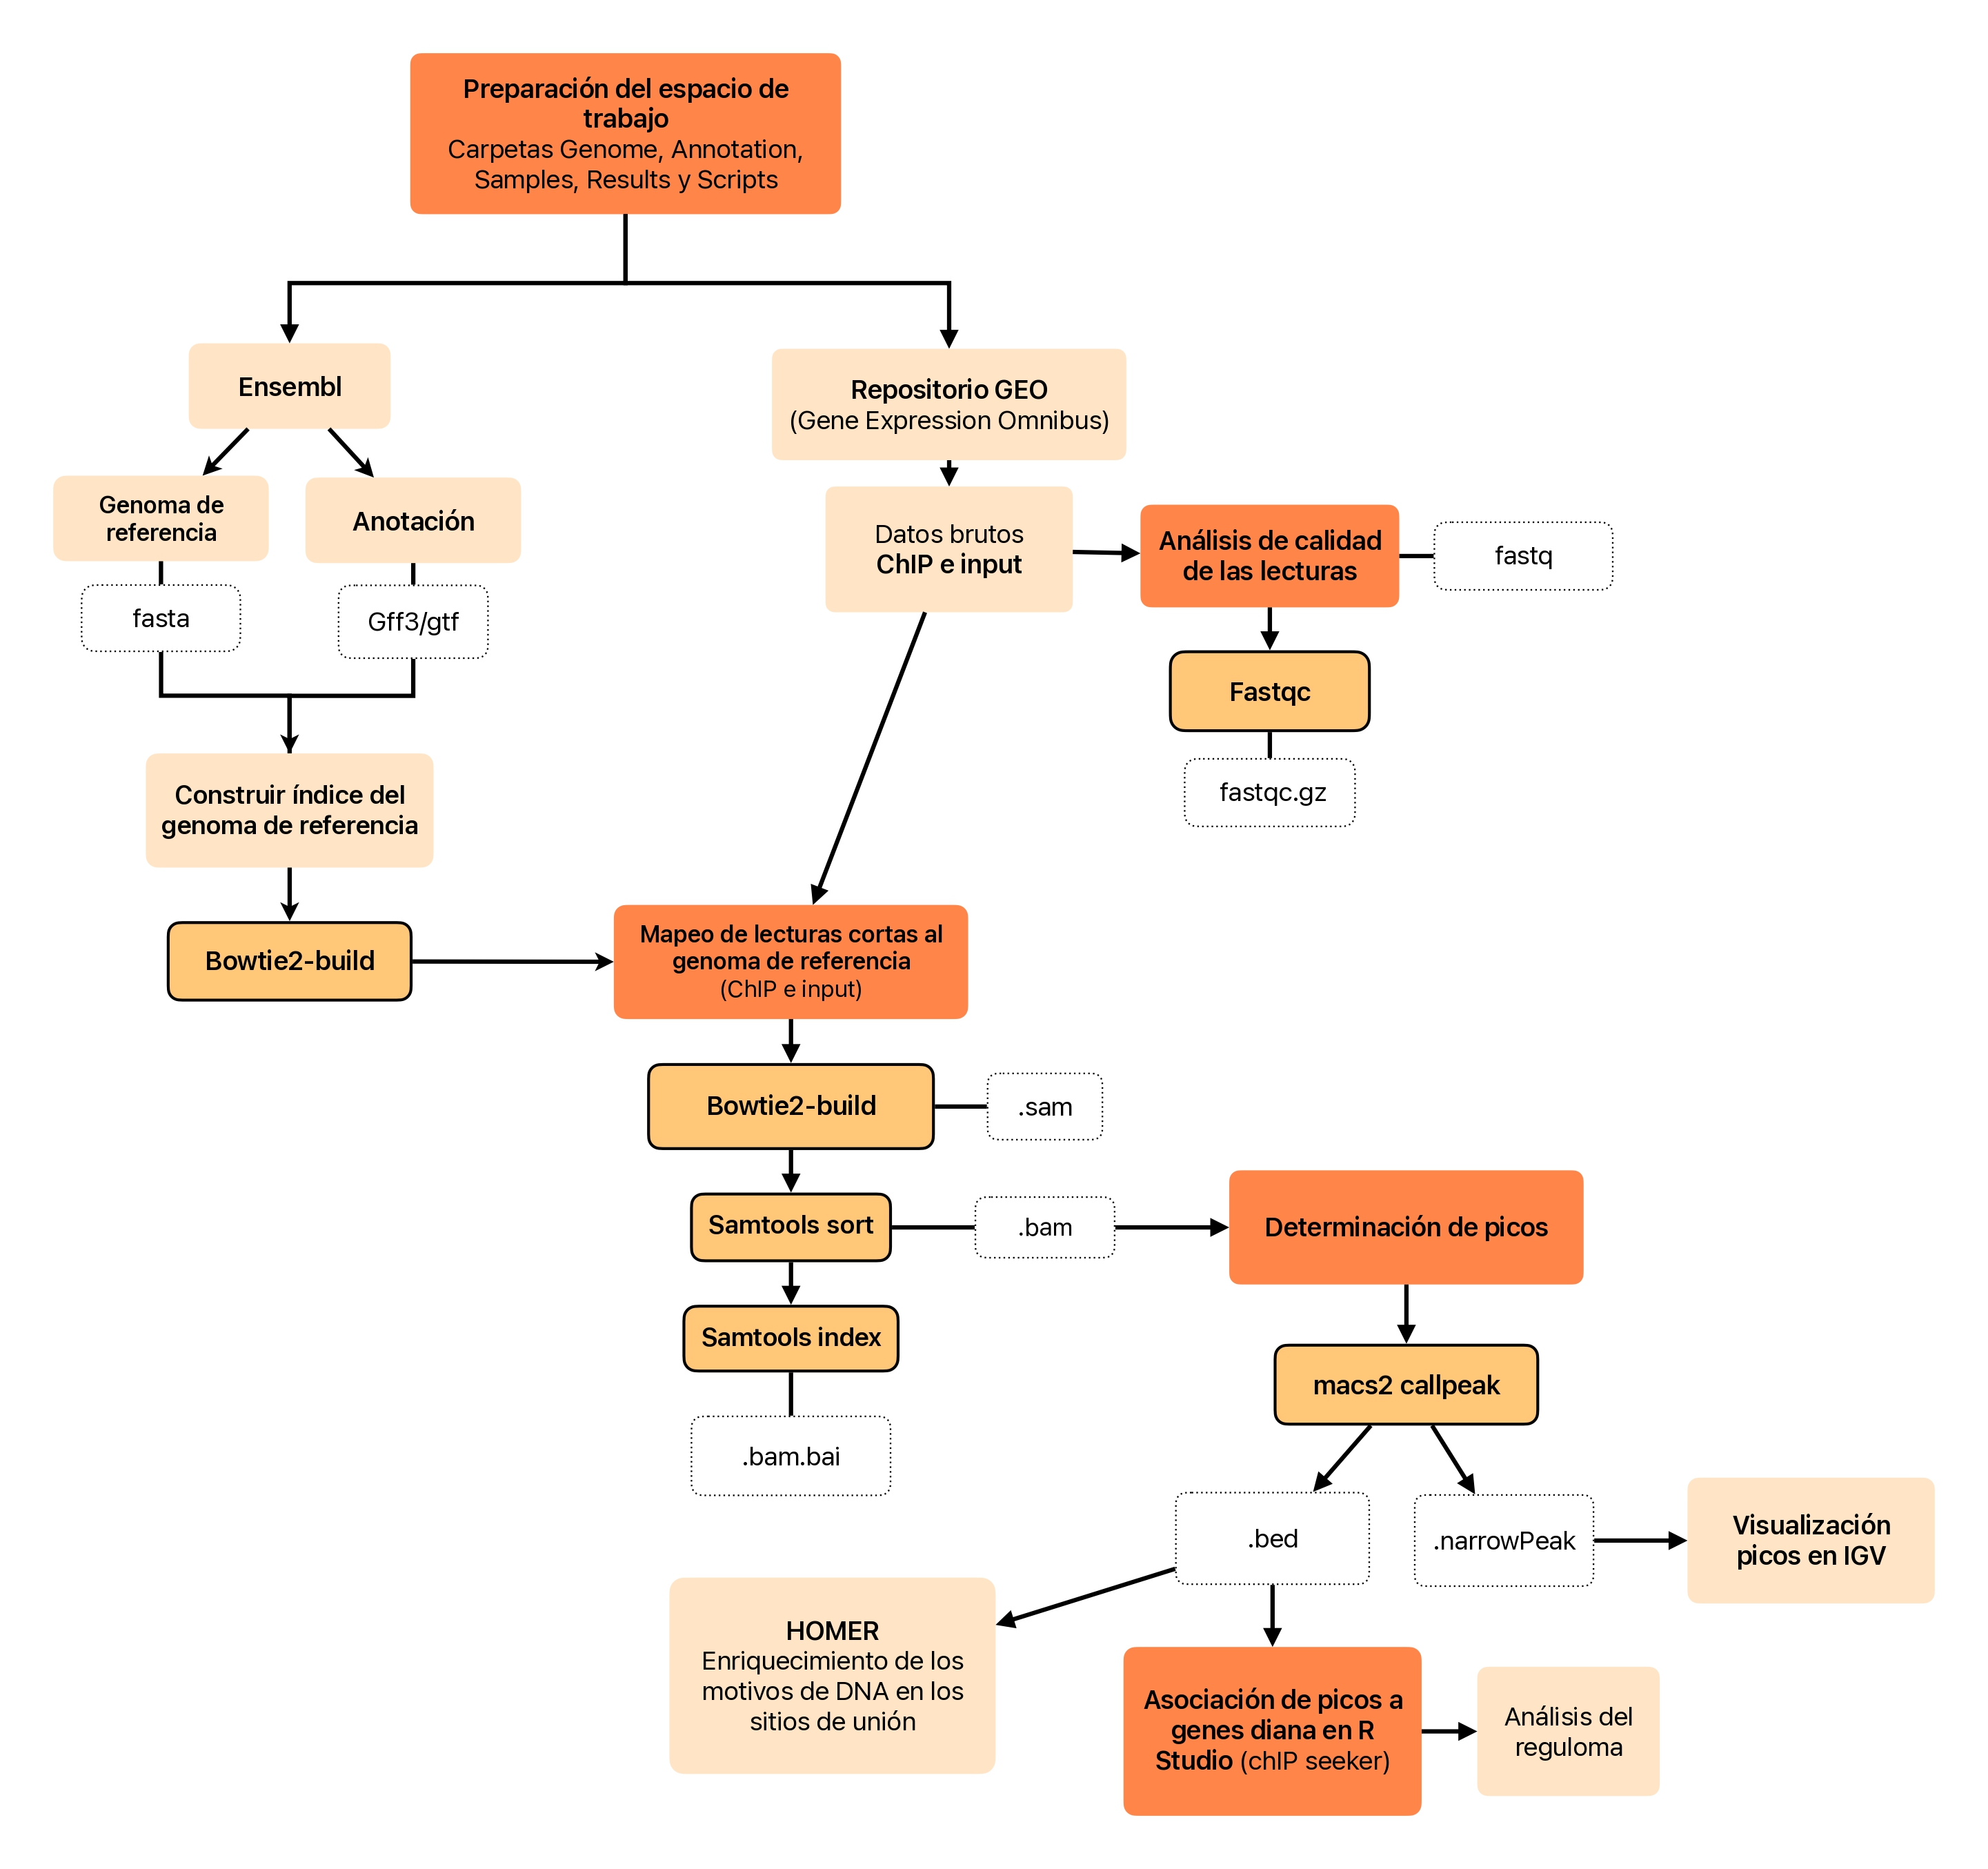 Preparación del espacio de
trabajo
Carpetas Genome, Annotation,
Samples, Results y Scripts
Ensembl
Repositorio GEO
(Gene Expression Omnibus)
Genoma de
referencia
Anotación
Datos brutos
ChIP e input
Análisis de calidad
de las lecturas
fastq
fasta
Gff3/gtf
Fastqc
fastqc.gz
Construir índice del
genoma de referencia
Bowtie2-build
Mapeo de lecturas cortas al
genoma de referencia
(ChIP e input)
Bowtie2-build
.sam
Samtools sort
.bam
Determinación de picos
Samtools index
macs2 callpeak
.bam.bai
.bed
.narrowPeak
Visualización
picos en IGV
HOMER
Enriquecimiento de los
motivos de DNA en los
sitios de unión
Asociación de picos a
genes diana en R
Studio (chIP seeker)
Análisis del
reguloma